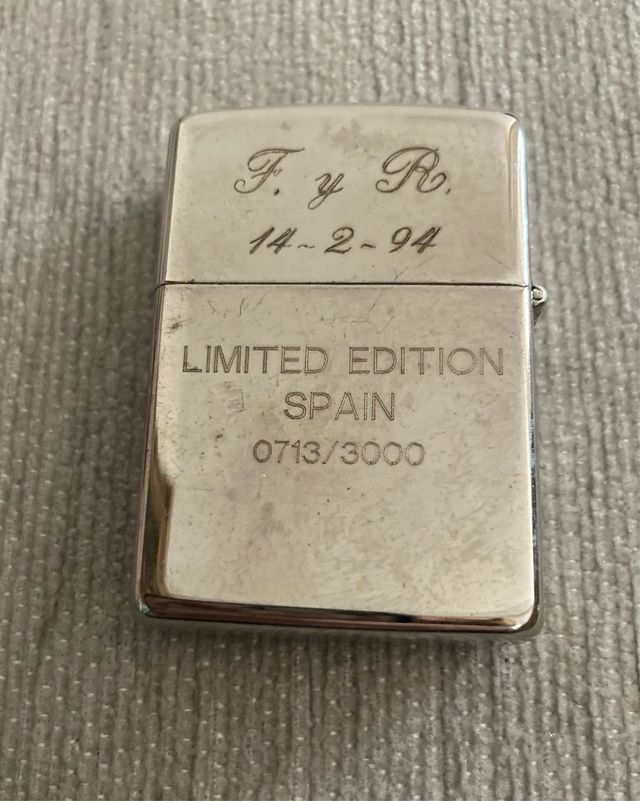 F. y R.
14-2-94
LIMITED EDITION
SPAIN
0713/3000